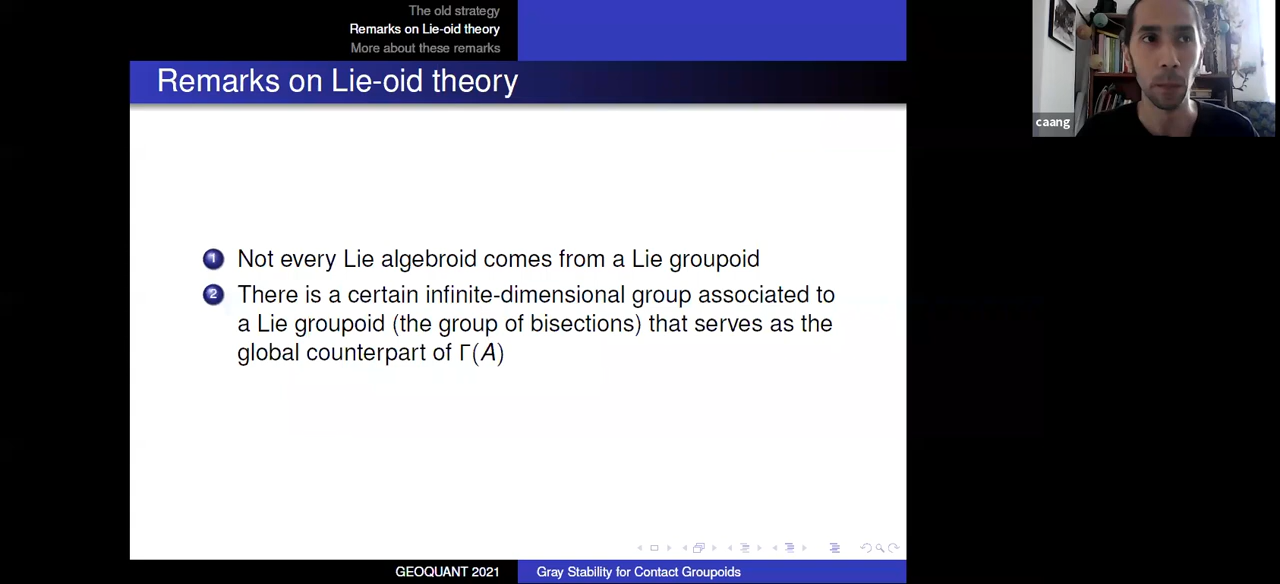 The old strategy
Remarks on Lie-oid theory
More about these remarks
Remarks on Lie-oid theory
caang
1 Not every Lie algebroid comes from a Lie groupoid
2 There is a certain infinite-dimensional group associated to
a Lie groupoid (the group of bisections) that serves as the
global counterpart of Γ(A)
GEOQUANT 2021 Gray Stability for Contact Groupoids